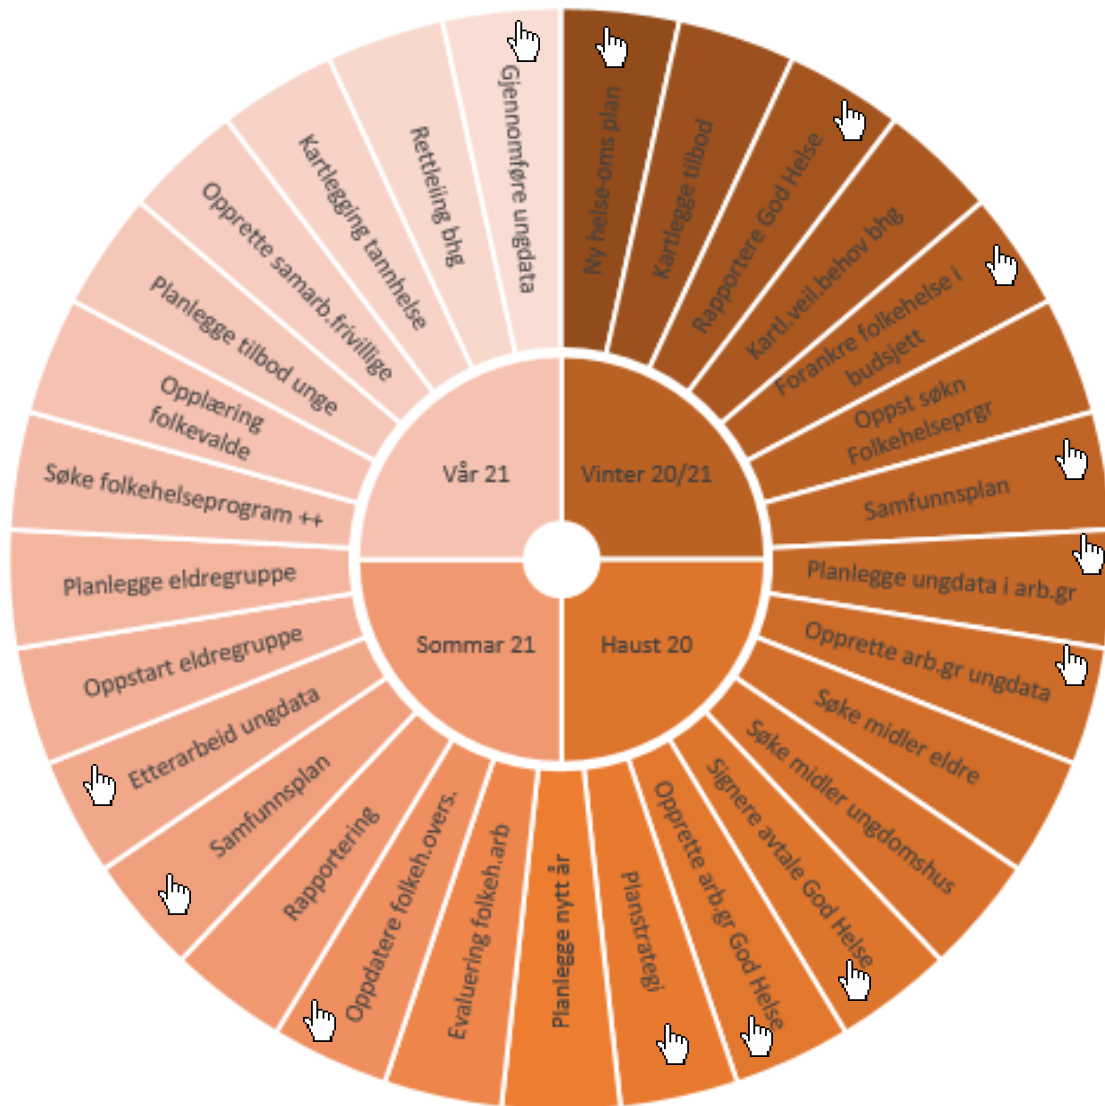 Ny helse-oms plan
Kartlegge tilbod
Rapportere God Helse
Kartl.veil.behov bhg
Forankre folkehelse i
budsjett
Oppst søkn
Folkehelseprgr
Samfunnsplan
Planlegge ungdata i arb.gr
Opprette arb.gr ungdata
Søke midler eldre
Søke midler ungdomshus
Signere avtale God Helse
Opprette arb.gr God Helse
Planstrategi
Planlegge nytt år
Evaluering folkeh.arb
Oppdatere folkeh.overs.
Rapportering
Samfunnsplan
Etterarbeid ungdata
Oppstart eldregruppe
Planlegge eldregruppe
Søke folkehelseprogram ++
Opplæring
folkevalde
Planlegge tilbod unge
Opprette samarb.frivillige
Kartlegging tannhelse
Rettleiing bhg
Gjennomføre ungdata
Vår 21
Vinter 20/21
Sommar 21
Haust 20